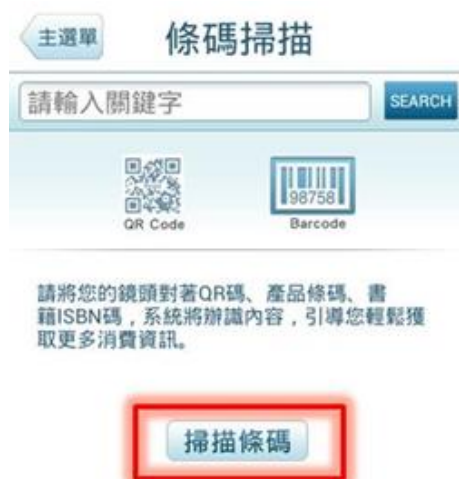 主選單
條碼掃描
請輸入關鍵字
SEARCH
98758
QR Code
Barcode
請將您的鏡頭對著QR碼、產品條碼、書
籍ISBN碼，系統將辦識內容，引導您輕鬆獲
取更多消費資訊。
掃描條碼